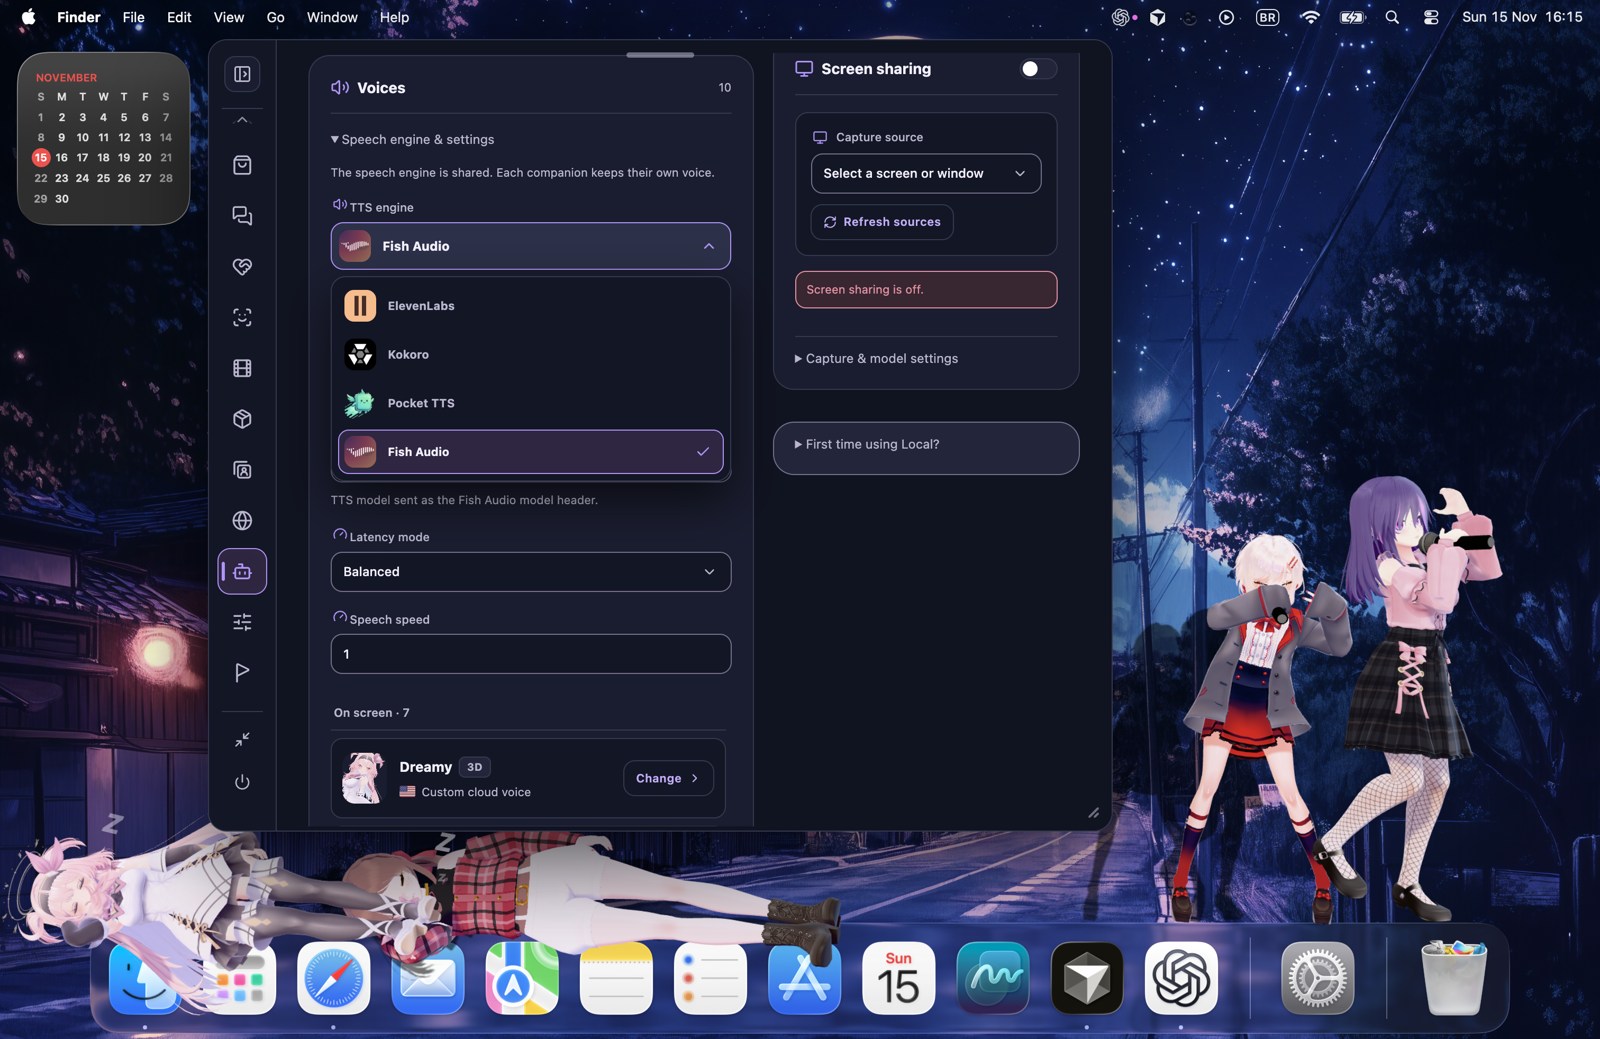 Finder File Edit View Go Window Help
BR
Sun 15 Nov 16:15
NOVEMBER
S M T W T F S
1 2 3 4 5 6 7
8 9 10 11 12 13 14
15 16 17 18 19 20 21
22 23 24 25 26 27 28
29 30
Voices
10
Speech engine & settings
The speech engine is shared. Each companion keeps their own voice.
TTS engine
Fish Audio
ElevenLabs
Kokoro
Pocket TTS
Fish Audio
TTS model sent as the Fish Audio model header.
Latency mode
Balanced
Speech speed
1
On screen · 7
Dreamy 3D
Custom cloud voice
Change
Screen sharing
Capture source
Select a screen or window
Refresh sources
Screen sharing is off.
Capture & model settings
First time using Local?
Z
Z
Z
Sun
15